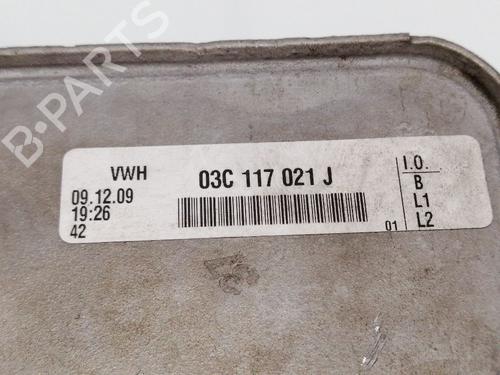 B-PARTS
VWH 03C 117 021 J
09.12.09
19:26
42
01
I.O.
B
L1
L2